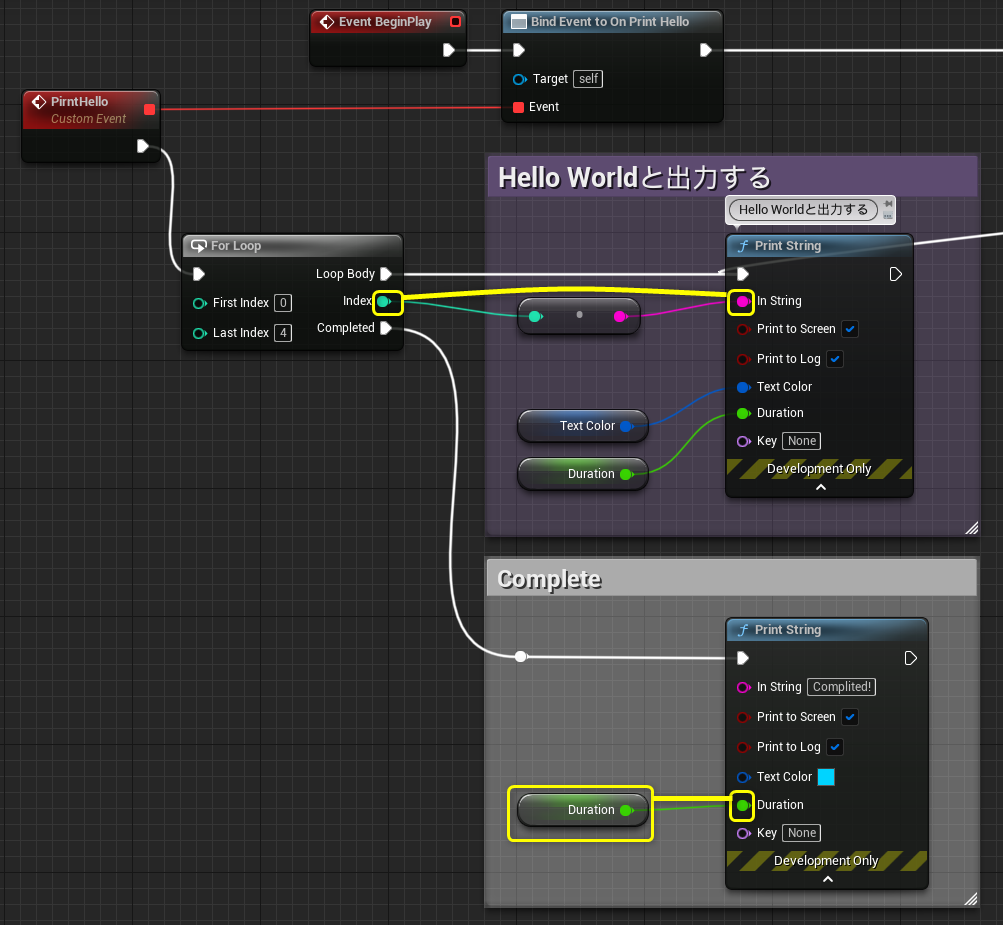 Event BeginPlay
Bind Event to On Print Hello
Target self
Event
PirntHello
Custom Event
Hello Worldと出力する
Hello Worldと出力する
For Loop
Loop Body
First Index 0
Index
Last Index 4
Completed
Print String
In String
Print to Screen
Print to Log
Text Color
Text Color
Duration
Duration
Key None
Development Only
Complete
Print String
In String Complited!
Print to Screen
Print to Log
Text Color
Duration
Duration
Key None
Development Only